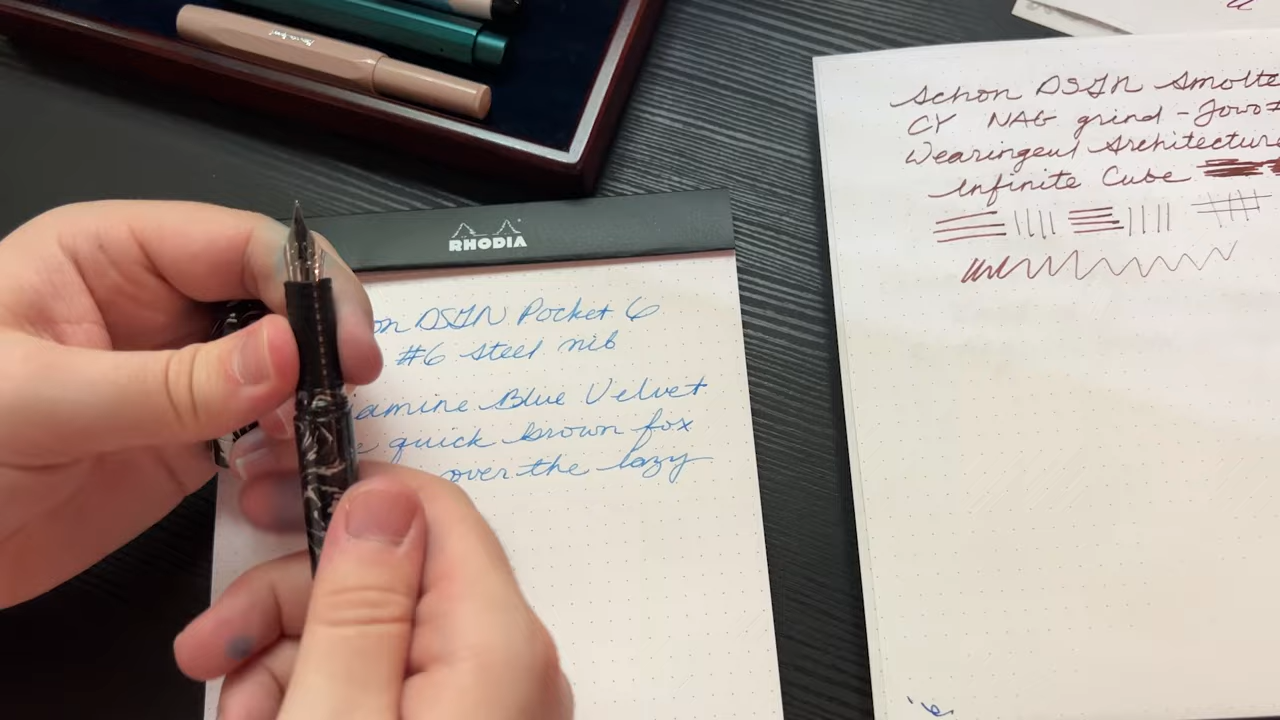 RHODIA
on DSGN Pocket 6
#6 steel nib
iamine Blue Velvet
e quick brown fox
over the lazy
Schon DSGN Smolte
CY NAG grind - Jowo
Wearingeul Architecture
Infinite Cube